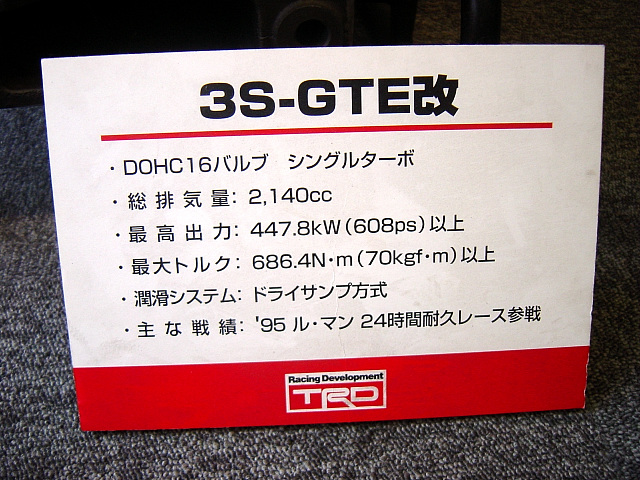 3S-GTE改
・DOHC16バルブ　シングルターボ
・総排気量: 2,140cc
・最高出力: 447.8kW(608ps)以上
・最大トルク: 686.4N・m(70kgf・m)以上
・潤滑システム: ドライサンプ方式
・主な戦績: '95 ル・マン 24時間耐久レース参戦
Racing Development
TRD